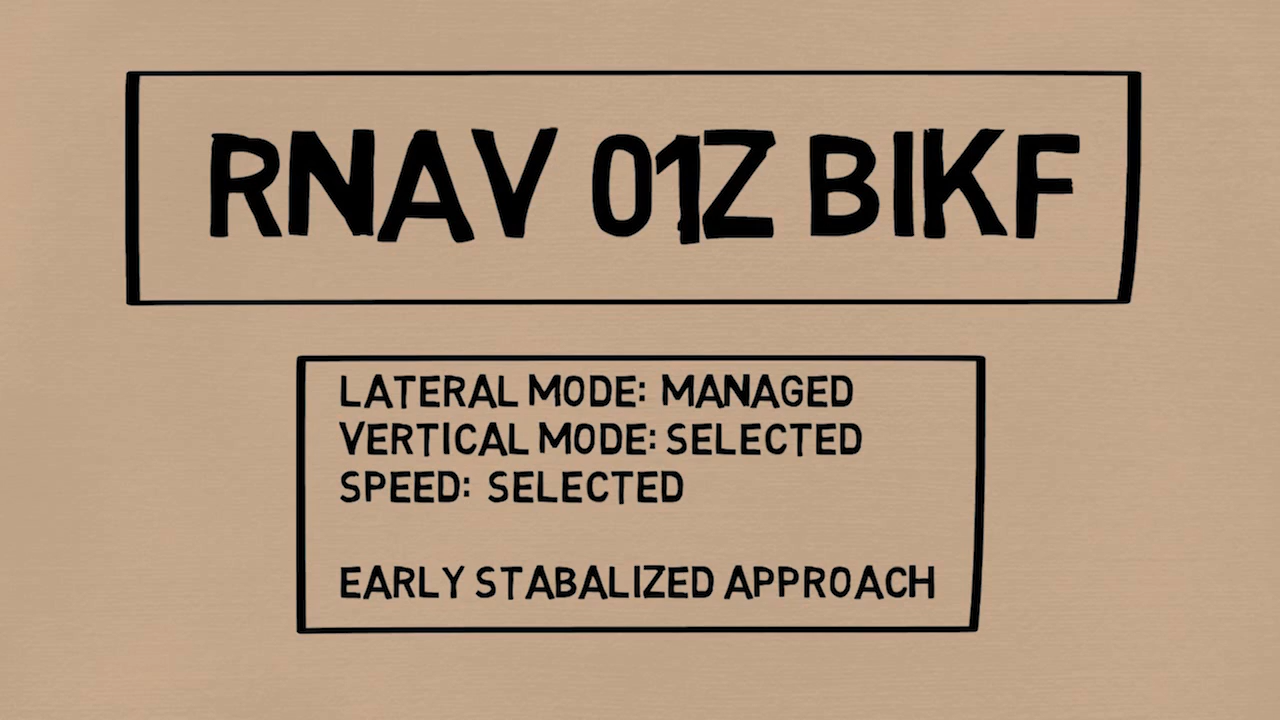 RNAV 01Z BIKF
LATERAL MODE: MANAGED
VERTICAL MODE: SELECTED
SPEED: SELECTED
EARLY STABALIZED APPROACH